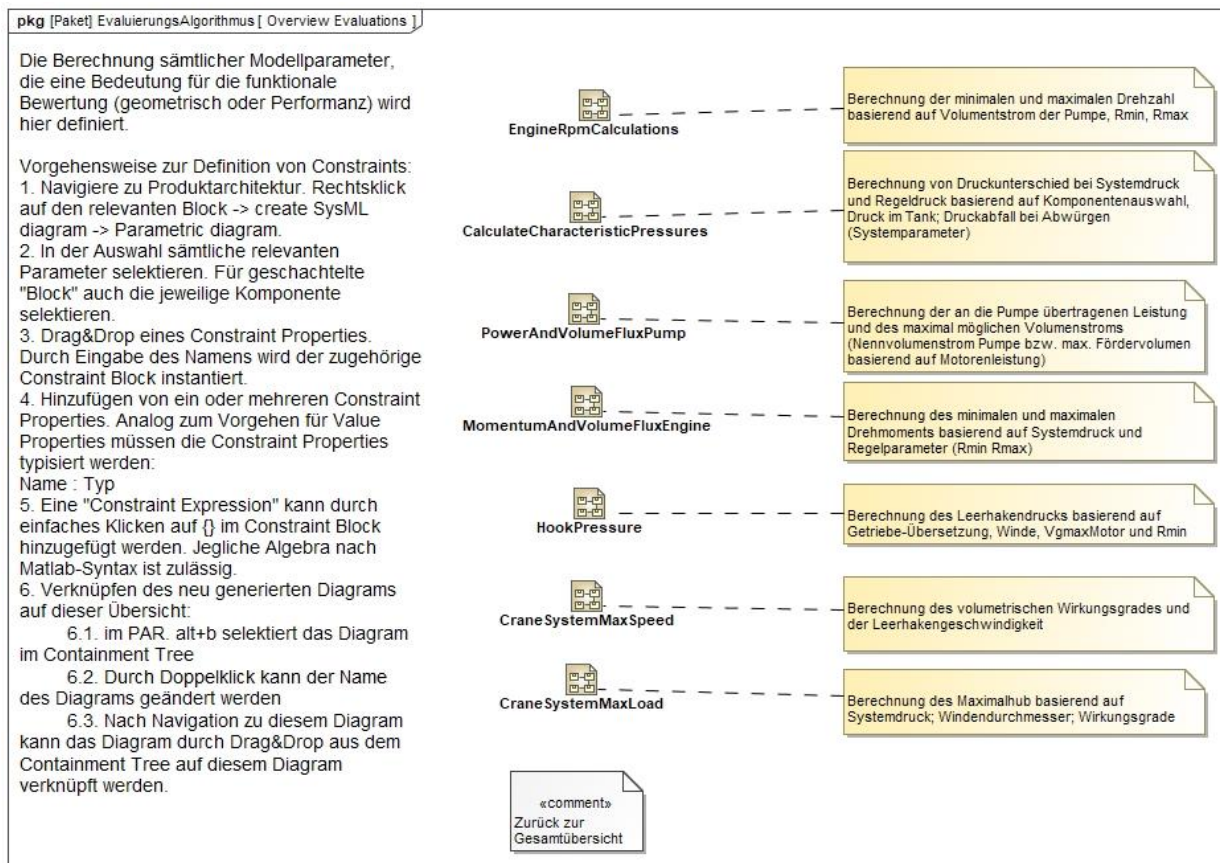 pkg [Paket] EvaluierungsAlgorithmus [ Overview Evaluations ]
Die Berechnung sämtlicher Modellparameter,
die eine Bedeutung für die funktionale
Bewertung (geometrisch oder Performanz) wird
hier definiert.
Vorgehensweise zur Definition von Constraints:
1. Navigiere zu Produktarchitektur. Rechtsklick
auf den relevanten Block -> create SysML
diagram -> Parametric diagram.
2. In der Auswahl sämtliche relevanten
Parameter selektieren. Für geschachtelte
"Block" auch die jeweilige Komponente
selektieren.
3. Drag&Drop eines Constraint Properties.
Durch Eingabe des Namens wird der zugehörige
Constraint Block instantiert.
4. Hinzufügen von ein oder mehreren Constraint
Properties. Analog zum Vorgehen für Value
Properties müssen die Constraint Properties
typisiert werden:
Name : Typ
5. Eine "Constraint Expression" kann durch
einfaches Klicken auf {} im Constraint Block
hinzugefügt werden. Jegliche Algebra nach
Matlab-Syntax ist zulässig.
6. Verknüpfen des neu generierten Diagrams
auf dieser Übersicht:
6.1. im PAR. alt+b selektiert das Diagram
im Containment Tree
6.2. Durch Doppelklick kann der Name
des Diagrams geändert werden
6.3. Nach Navigation zu diesem Diagram
kann das Diagram durch Drag&Drop aus dem
Containment Tree auf diesem Diagram
verknüpft werden.
EngineRpmCalculations
Berechnung der minimalen und maximalen Drehzahl
basierend auf Volumentstrom der Pumpe, Rmin, Rmax
CalculateCharacteristicPressures
Berechnung von Druckunterschied bei Systemdruck
und Regeldruck basierend auf Komponentenauswahl,
Druck im Tank; Druckabfall bei Abwürgen
(Systemparameter)
PowerAndVolumeFluxPump
Berechnung der an die Pumpe übertragenen Leistung
und des maximal möglichen Volumenstroms
(Nennvolumenstrom Pumpe bzw. max. Fördervolumen
basierend auf Motorenleistung)
MomentumAndVolumeFluxEngine
Berechnung des minimalen und maximalen
Drehmoments basierend auf Systemdruck und
Regelparameter (Rmin Rmax)
HookPressure
Berechnung des Leerhakendrucks basierend auf
Getriebe-Übersetzung, Winde, VgmaxMotor und Rmin
CraneSystemMaxSpeed
Berechnung des volumetrischen Wirkungsgrades und
der Leerhakengeschwindigkeit
CraneSystemMaxLoad
Berechnung des Maximalhub basierend auf
Systemdruck; Windendurchmesser; Wirkungsgrade
«comment»
Zurück zur
Gesamtübersicht